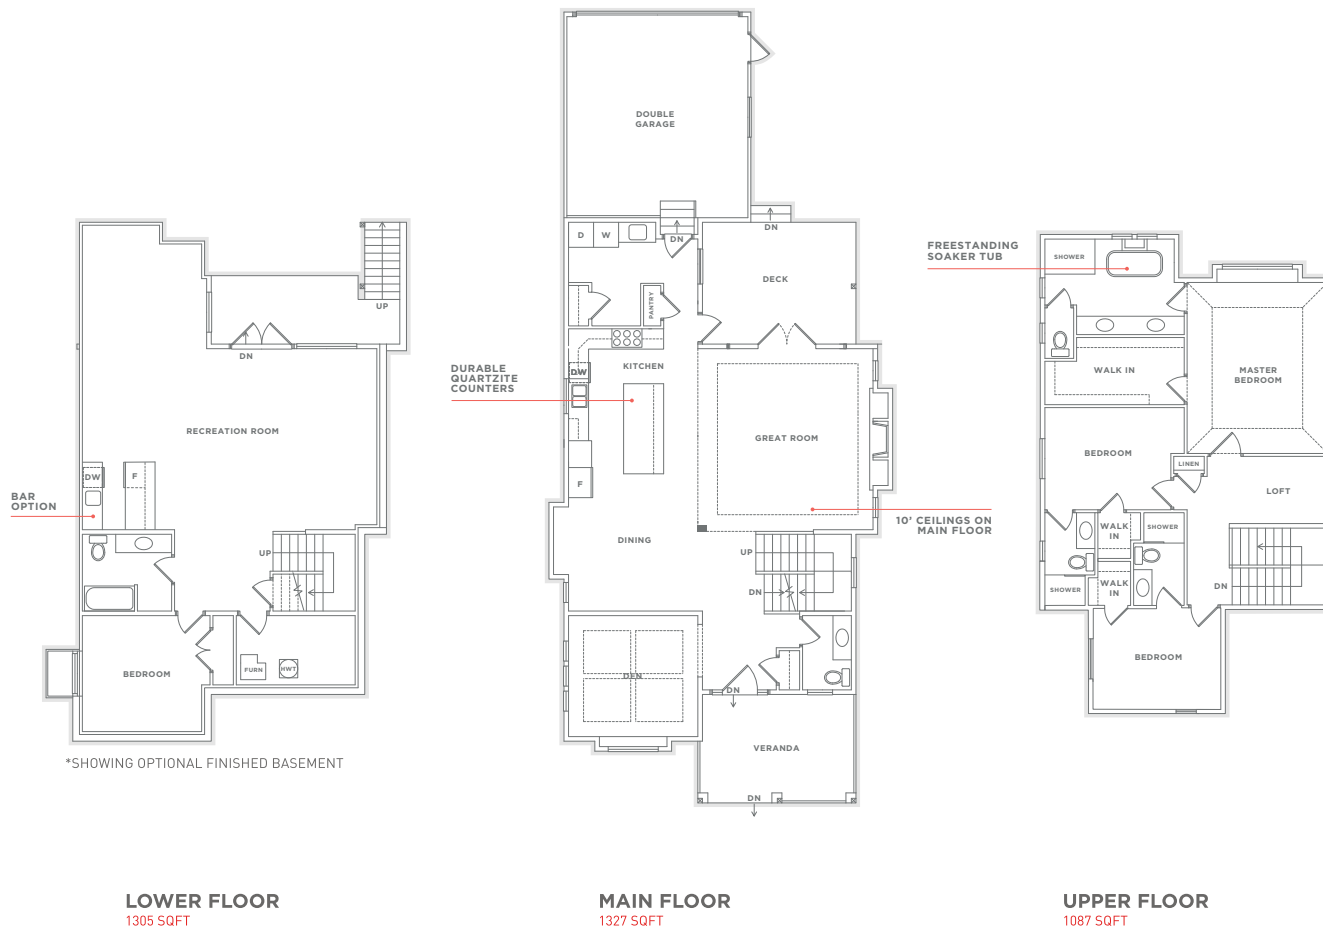 UP
DN
RECREATION ROOM
DW
F
BAR
OPTION
UP
BEDROOM
FURN
HWT
*SHOWING OPTIONAL FINISHED BASEMENT
LOWER FLOOR
1305 SQFT
DOUBLE
GARAGE
D
W
DN
DN
DECK
PANTRY
KITCHEN
DW
DURABLE
QUARTZITE
COUNTERS
GREAT ROOM
F
10' CEILINGS ON
MAIN FLOOR
DINING
UP
DN
DEN
DN
VERANDA
DN
MAIN FLOOR
1327 SQFT
FREESTANDING
SOAKER TUB
SHOWER
WALK IN
MASTER
BEDROOM
BEDROOM
LINEN
LOFT
WALK
IN
SHOWER
WALK
IN
SHOWER
DN
BEDROOM
UPPER FLOOR
1087 SQFT